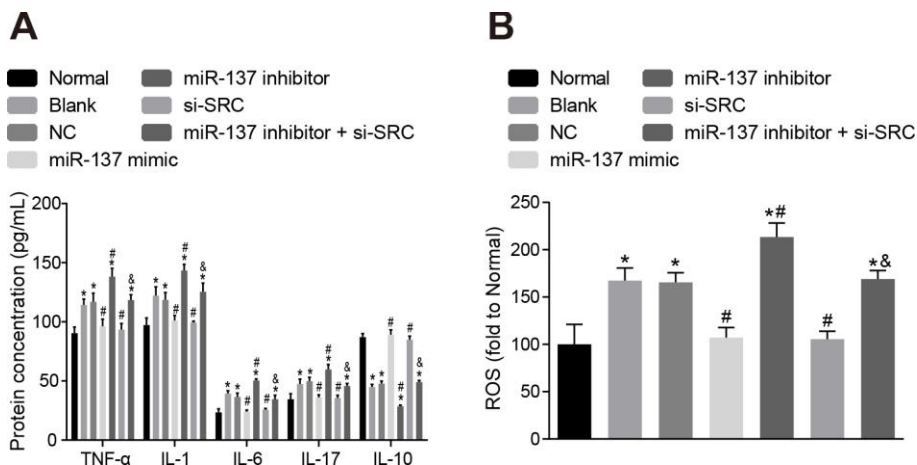 A
Normal
Blank
NC
miR-137 mimic
miR-137 inhibitor
si-SRC
miR-137 inhibitor + si-SRC
Protein concentration (pg/mL)
200
150
100
50
0
* * # # * # & *
* * # # * # & *
* * # # * # & *
* * # # * # & *
* * # # * # & *
TNF-α IL-1 IL-6 IL-17 IL-10
B
Normal
Blank
NC
miR-137 mimic
miR-137 inhibitor
si-SRC
miR-137 inhibitor + si-SRC
ROS (fold to Normal)
250
200
150
100
50
0
* * # *# # *&